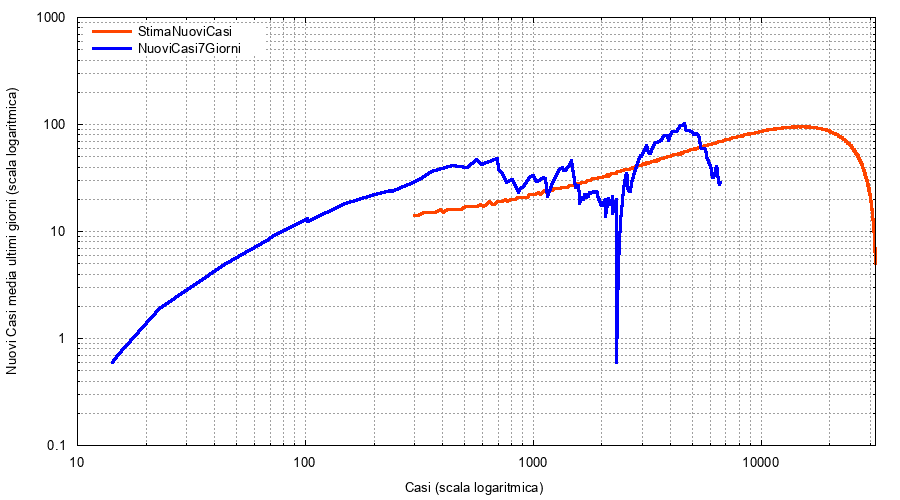 1000
StimaNuoviCasi
NuoviCasi7Giorni
100
10
1
0.1
10
100
1000
10000
Nuovi Casi media ultimi giorni (scala logaritmica)
Casi (scala logaritmica)